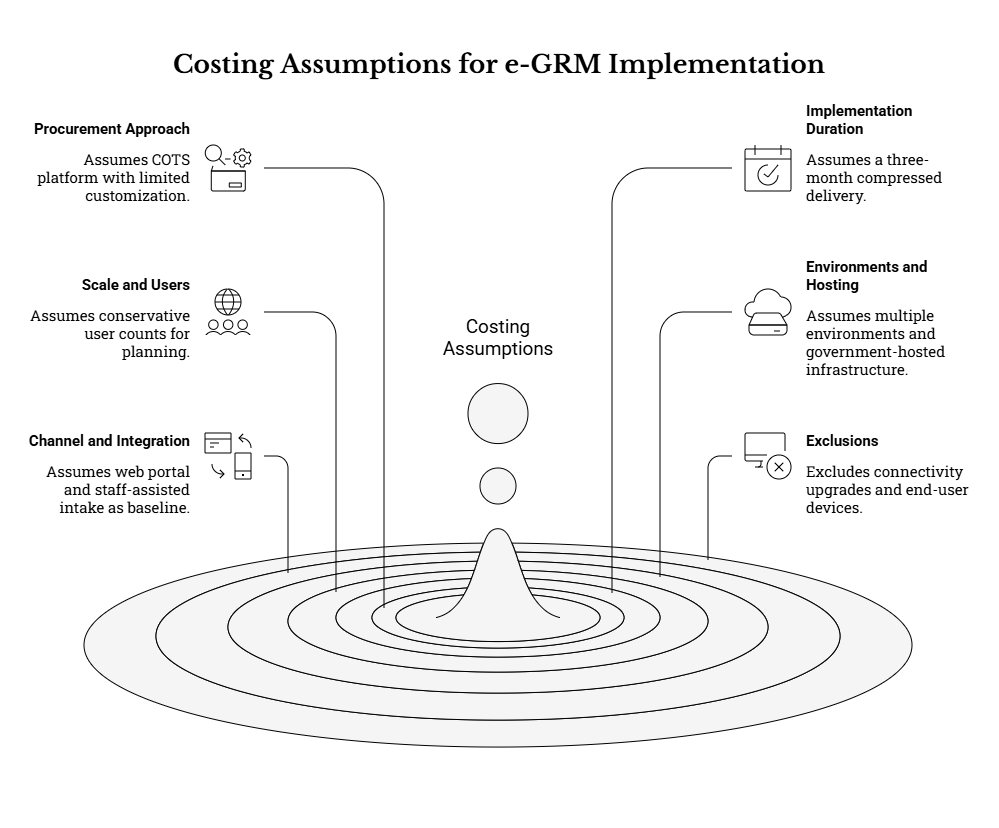 Costing Assumptions for e-GRM Implementation
Procurement Approach
Assumes COTS
platform with limited
customization.
Scale and Users
Assumes conservative
user counts for
planning.
Channel and Integration
Assumes web portal
and staff-assisted
intake as baseline.
Costing
Assumptions
Implementation
Duration
Assumes a three-
month compressed
delivery.
Environments and
Hosting
Assumes multiple
environments and
government-hosted
infrastructure.
Exclusions
Excludes connectivity
upgrades and end-user
devices.